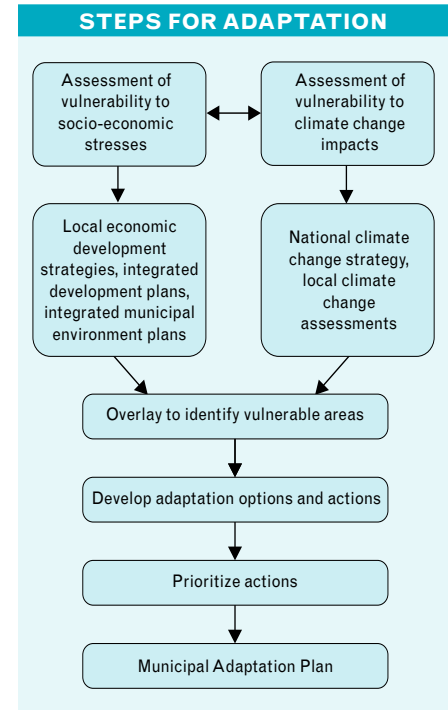 STEPS FOR ADAPTATION
Assessment of
vulnerability to
socio-economic
stresses
Assessment of
vulnerability to
climate change
impacts
Local economic
development
strategies, integrated
development plans,
integrated municipal
environment plans
National climate
change strategy,
local climate
change
assessments
Overlay to identify vulnerable areas
Develop adaptation options and actions
Prioritize actions
Municipal Adaptation Plan